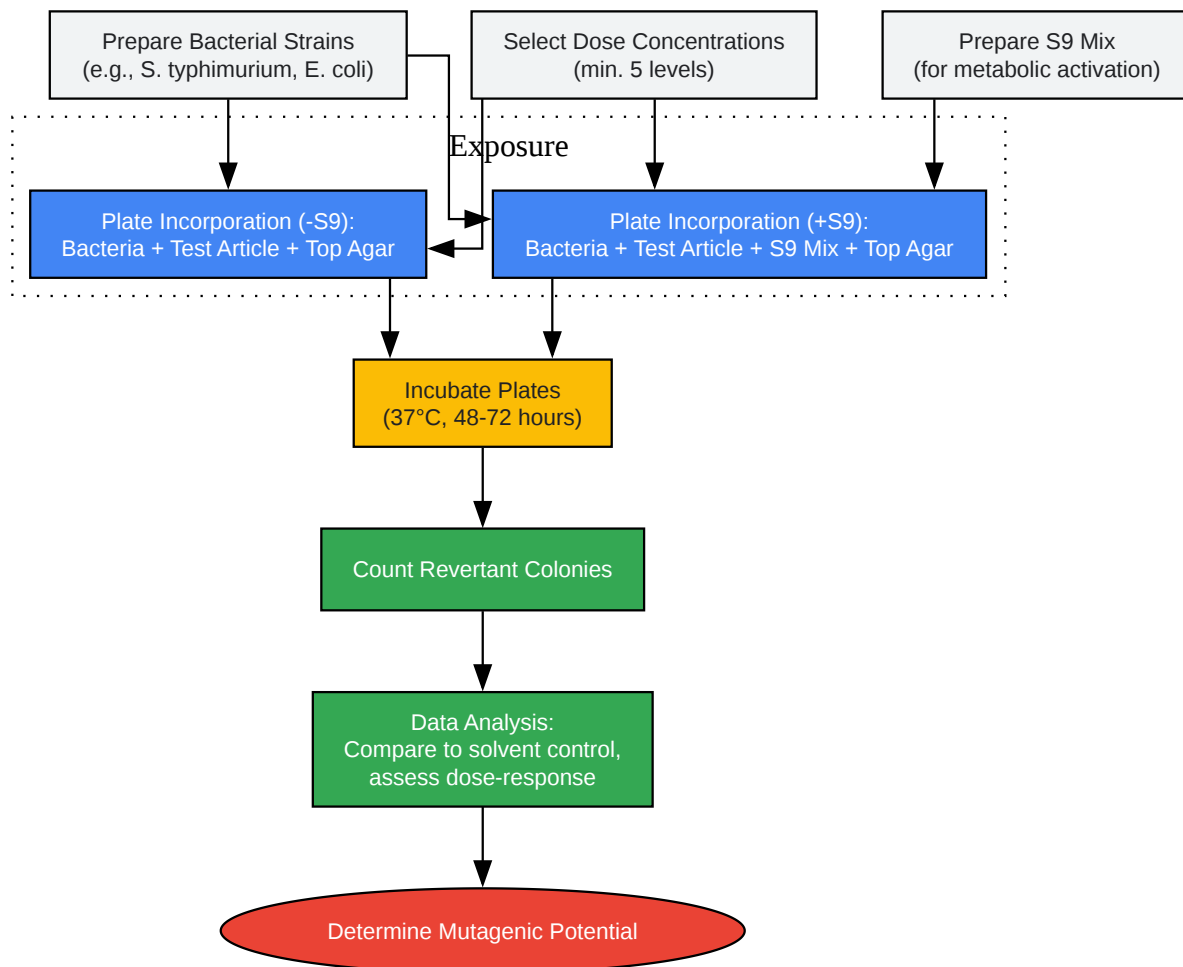 Prepare Bacterial Strains
(e.g., S. typhimurium, E. coli)
Select Dose Concentrations
(min. 5 levels)
Prepare S9 Mix
(for metabolic activation)
Exposure
Plate Incorporation (-S9):
Bacteria + Test Article + Top Agar
Plate Incorporation (+S9):
Bacteria + Test Article + S9 Mix + Top Agar
Incubate Plates
(37°C, 48-72 hours)
Count Revertant Colonies
Data Analysis:
Compare to solvent control,
assess dose-response
Determine Mutagenic Potential